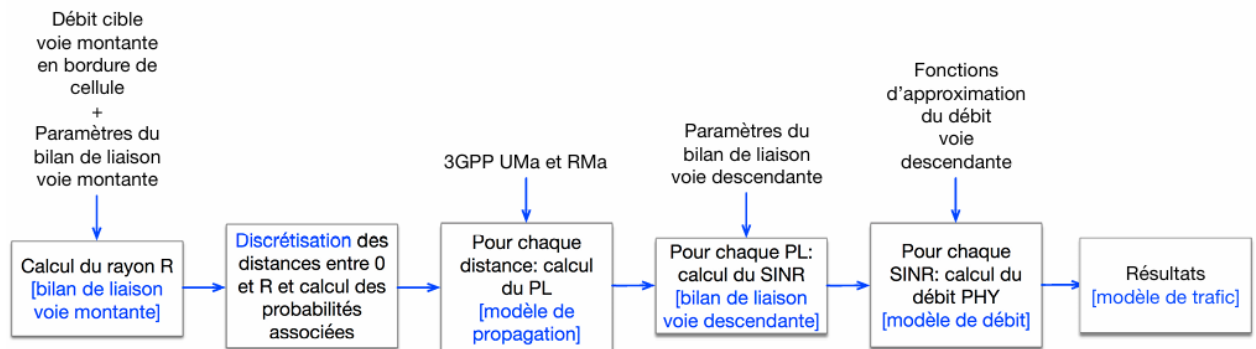 Débit cible
voie montante
en bordure de
cellule
+
Paramètres du
bilan de liaison
voie montante
Calcul du rayon R
[bilan de liaison
voie montante]
Discrétisation des
distances entre 0
et R et calcul des
probabilités
associées
3GPP UMa et RMa
Pour chaque
distance: calcul
du PL
[modèle de
propagation]
Paramètres du
bilan de liaison
voie descendante
Pour chaque PL:
calcul du SINR
[bilan de liaison
voie descendante]
Fonctions
d'approximation
du débit
voie
descendante
Pour chaque
SINR: calcul du
débit PHY
[modèle de débit]
Résultats
[modèle de trafic]